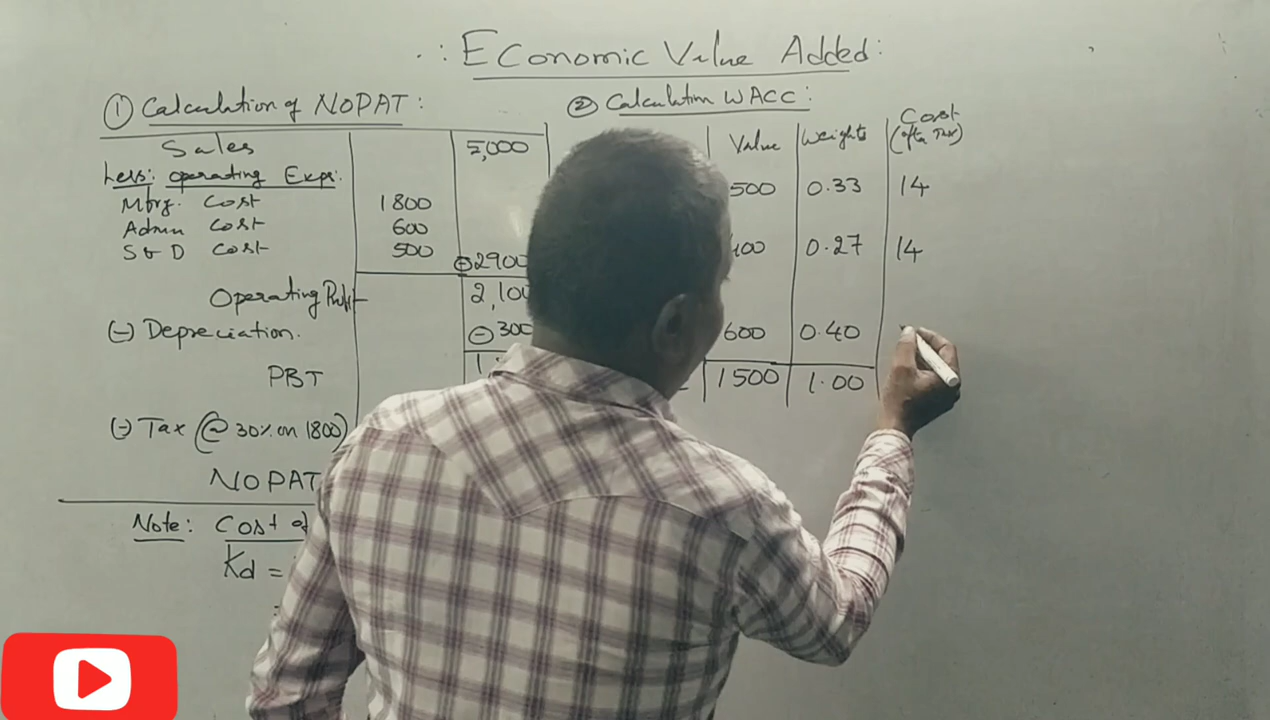 Economic Value Added:
① Calculation of NOPAT:
Sales 5,000
Less: operating Exps:
Mfrg. Cost 1800
Admn Cost 600
S & D Cost 500 2900
Operating Profit 2,100
(-) Depreciation. 300
PBT
(-) Tax (@ 30% on 1800)
NOPAT
Note: Cost of
Kd =
② Calculation WACC:
Value Weights Cost (after Tax)
500 0.33 14
400 0.27 14
600 0.40
1500 1.00